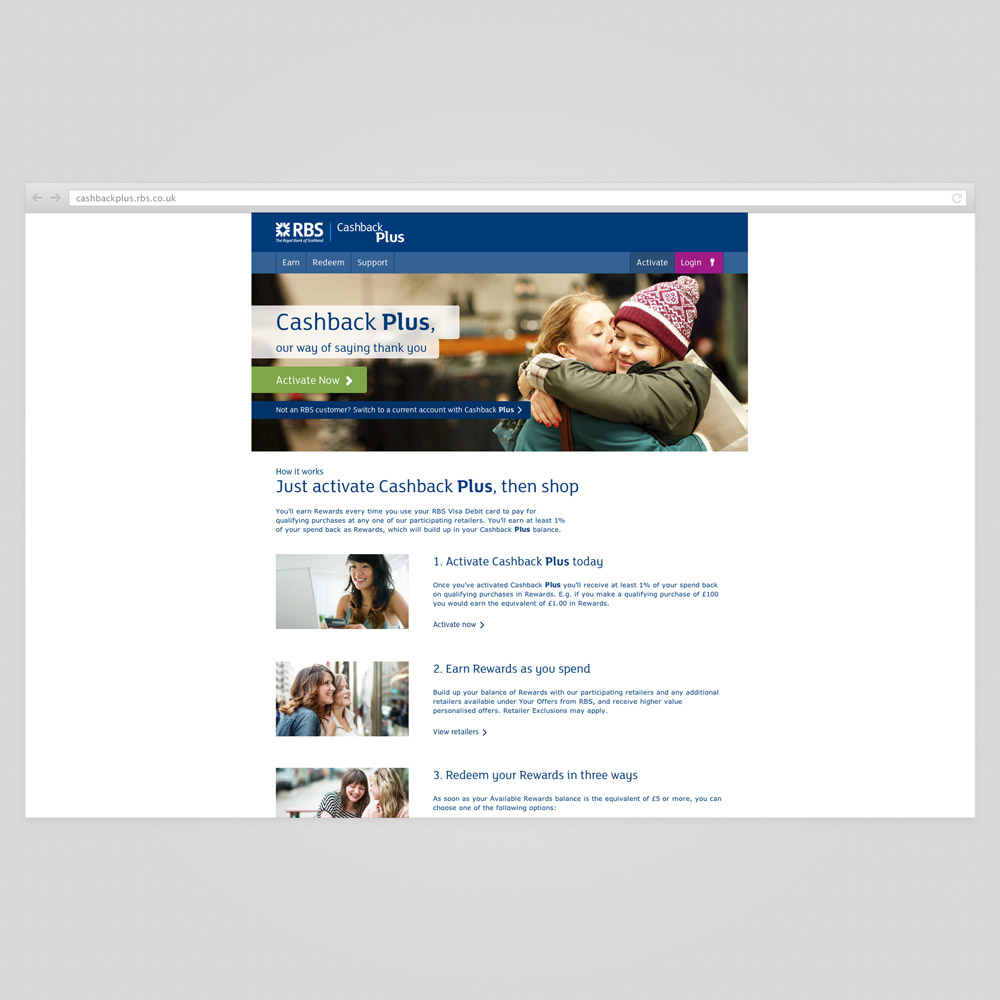 cashbackplus.rbs.co.uk
RBS
The Royal Bank of Scotland
Cashback
Plus
Earn Redeem Support Activate Login
Cashback Plus,
our way of saying thank you
Activate Now
Not an RBS customer? Switch to a current account with Cashback Plus
How it works
Just activate Cashback Plus, then shop
You'll earn Rewards every time you use your RBS Visa Debit card to pay for
qualifying purchases at any one of our participating retailers. You'll earn at least 1%
of your spend back as Rewards, which will build up in your Cashback Plus balance.
1. Activate Cashback Plus today
Once you've activated Cashback Plus you'll receive at least 1% of your spend back
on qualifying purchases in Rewards. E.g. if you make a qualifying purchase of £100
you would earn the equivalent of £1.00 in Rewards.
Activate now
2. Earn Rewards as you spend
Build up your balance of Rewards with our participating retailers and any additional
retailers available under Your Offers from RBS, and receive higher value
personalised offers. Retailer Exclusions may apply.
View retailers
3. Redeem your Rewards in three ways
As soon as your Available Rewards balance is the equivalent of £5 or more, you can
choose one of the following options: